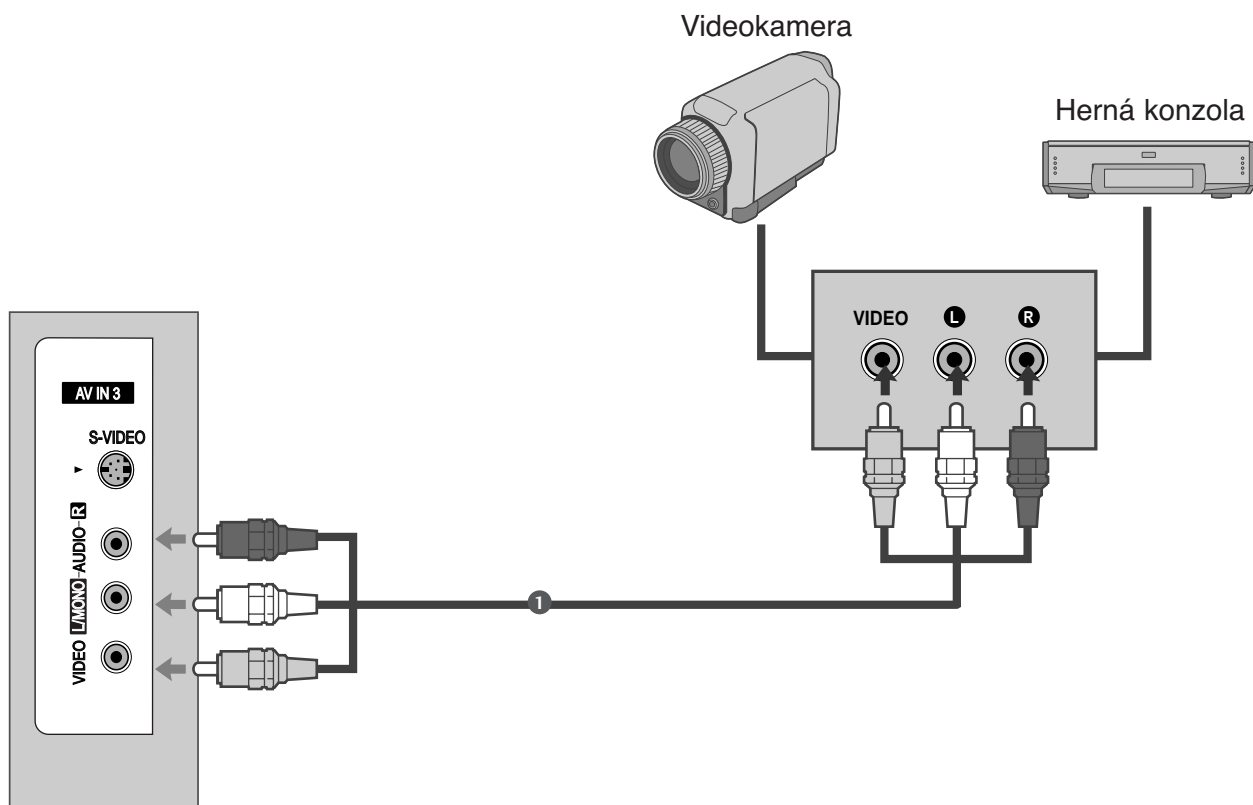 Videokamera
Herná konzola
VIDEO L R
AV IN 3
S-VIDEO
VIDEO L/MONO-AUDIO-R
1